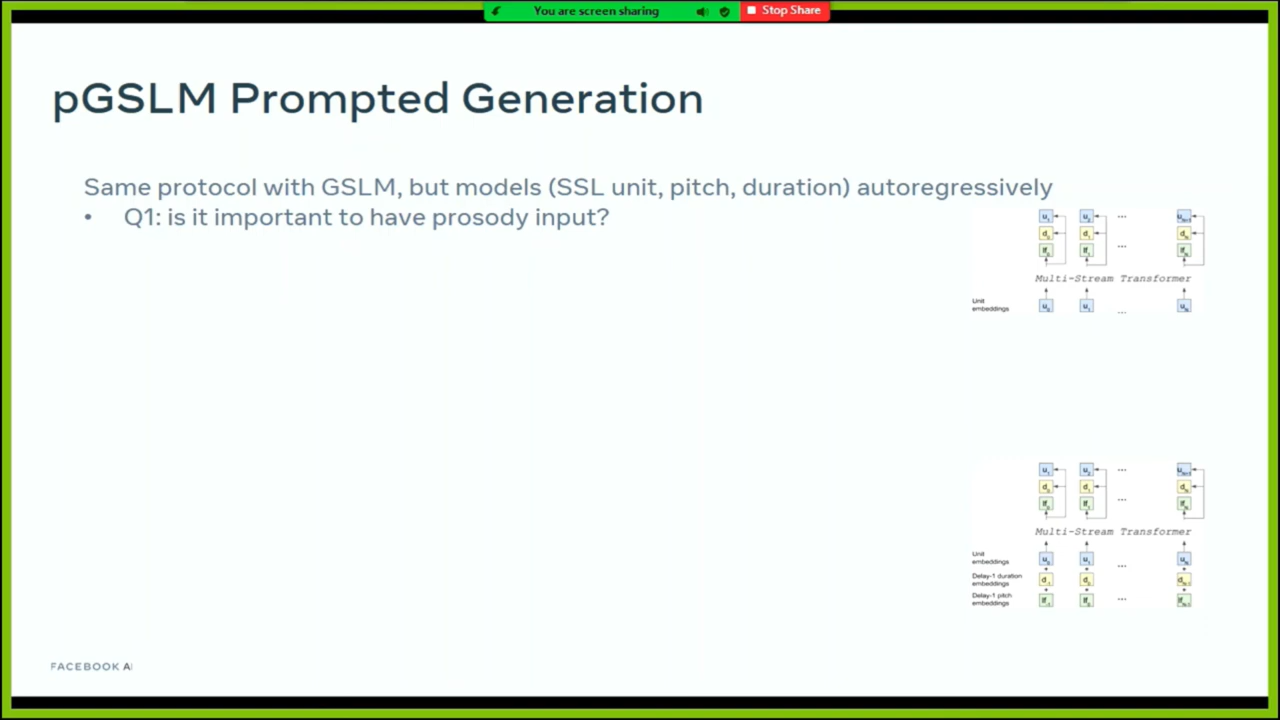 You are screen sharing
Stop Share
pGSLM Prompted Generation
Same protocol with GSLM, but models (SSL unit, pitch, duration) autoregressively
• Q1: is it important to have prosody input?
...
...
Multi-Stream Transformer
Unit
embeddings
...
...
...
Multi-Stream Transformer
Unit
embeddings
...
Delay-1 duration
embeddings
Delay-1 pitch
embeddings
...
FACEBOOK AI